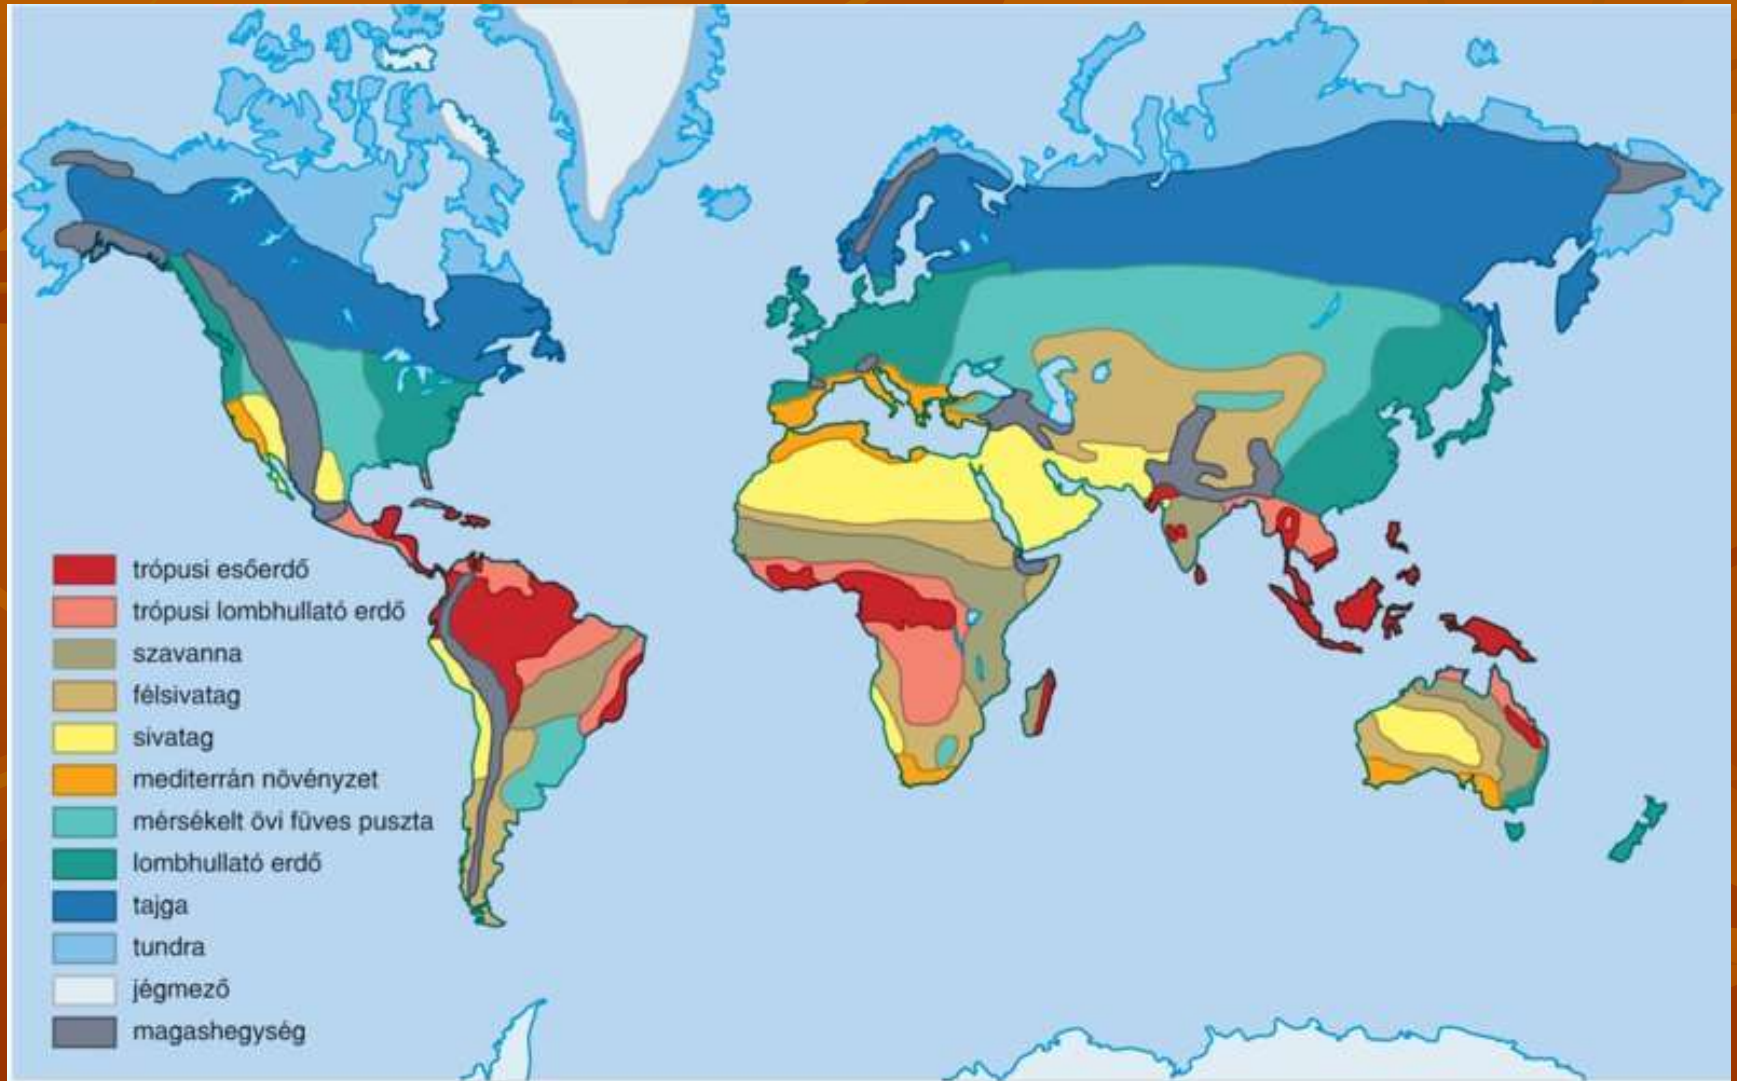 trópusi esőerdő
trópusi lombhullató erdő
szavanna
félsivatag
sivatag
mediterrán növényzet
mérsékelt övi füves puszta
lombhullató erdő
tajga
tundra
jégmező
magashegység